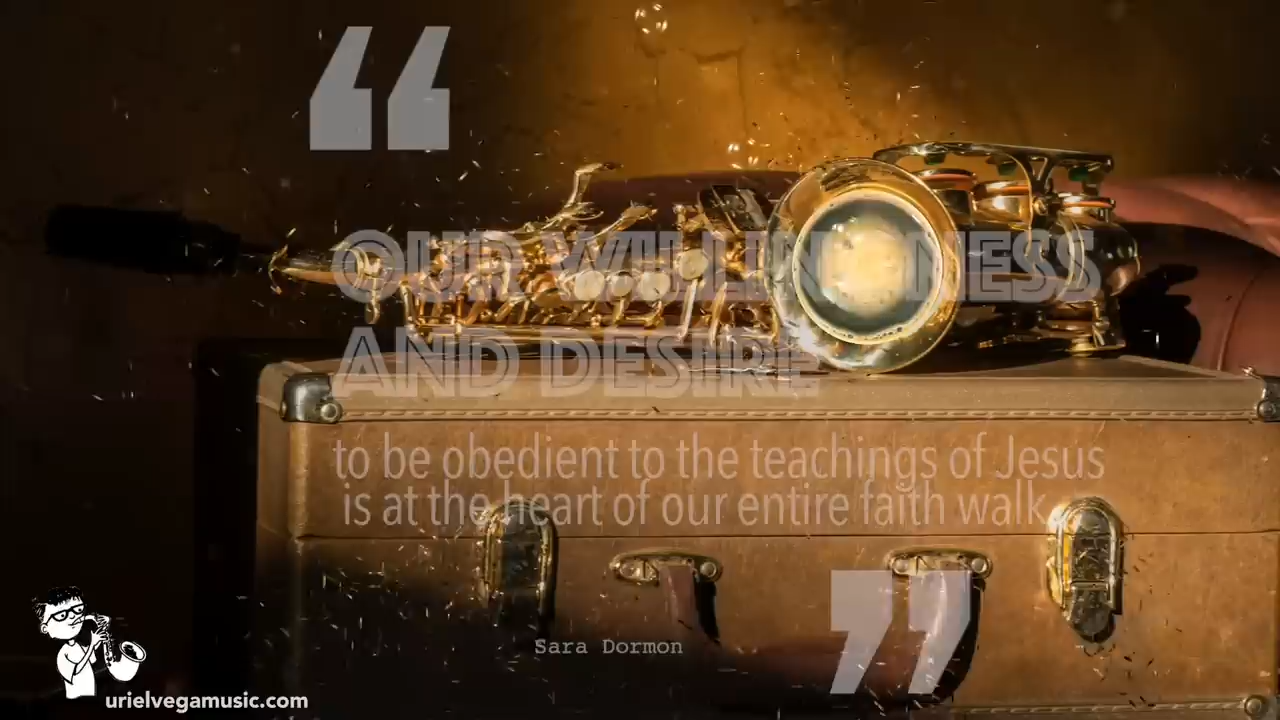 “
OUR WILLINGNESS
AND DESIRE
to be obedient to the teachings of Jesus
is at the heart of our entire faith walk.
”
Sara Dormon
urielvegamusic.com